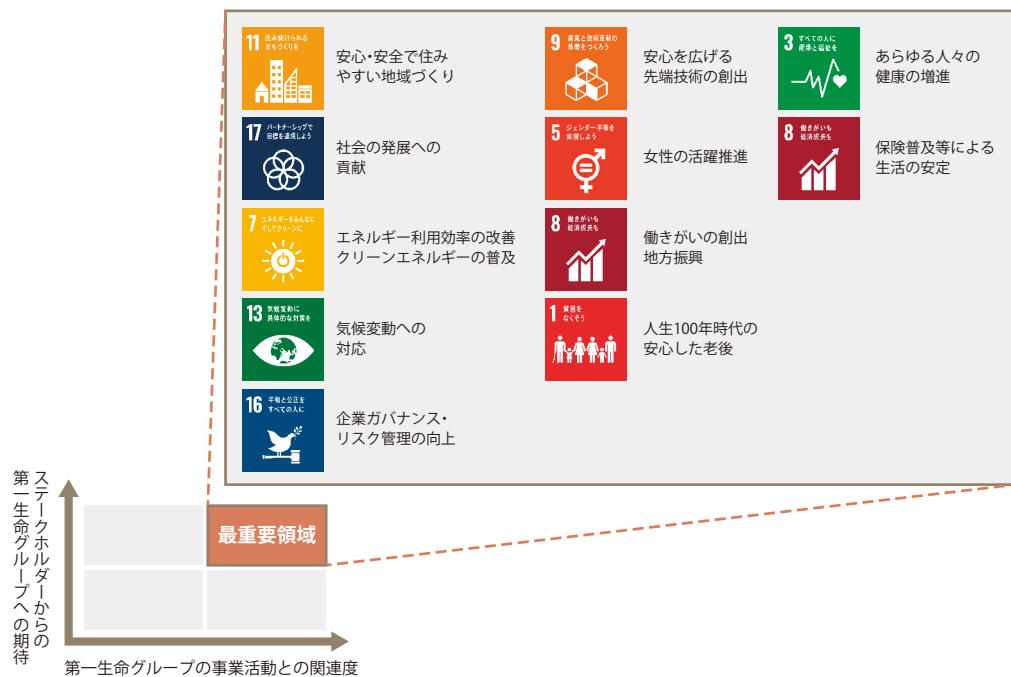 11 住み続けられる
まちづくりを
安心・安全で住み
やすい地域づくり
17 パートナーシップで
目標を達成しよう
社会の発展への
貢献
7 エネルギーをみんなに
そしてクリーンに
エネルギー利用効率の改善
クリーンエネルギーの普及
13 気候変動に
具体的な対策を
気候変動への
対応
16 平和と公正を
すべての人に
企業ガバナンス・
リスク管理の向上
9 産業と技術革新の
基盤をつくろう
安心を広げる
先端技術の創出
5 ジェンダー平等を
実現しよう
女性の活躍推進
8 働きがいも
経済成長も
働きがいの創出
地方振興
1 貧困を
なくそう
人生100年時代の
安心した老後
3 すべての人に
健康と福祉を
あらゆる人々の
健康の増進
8 働きがいも
経済成長も
保険普及等による
生活の安定
ステークホルダーからの
第一生命グループへの期待
最重要領域
第一生命グループの事業活動との関連度